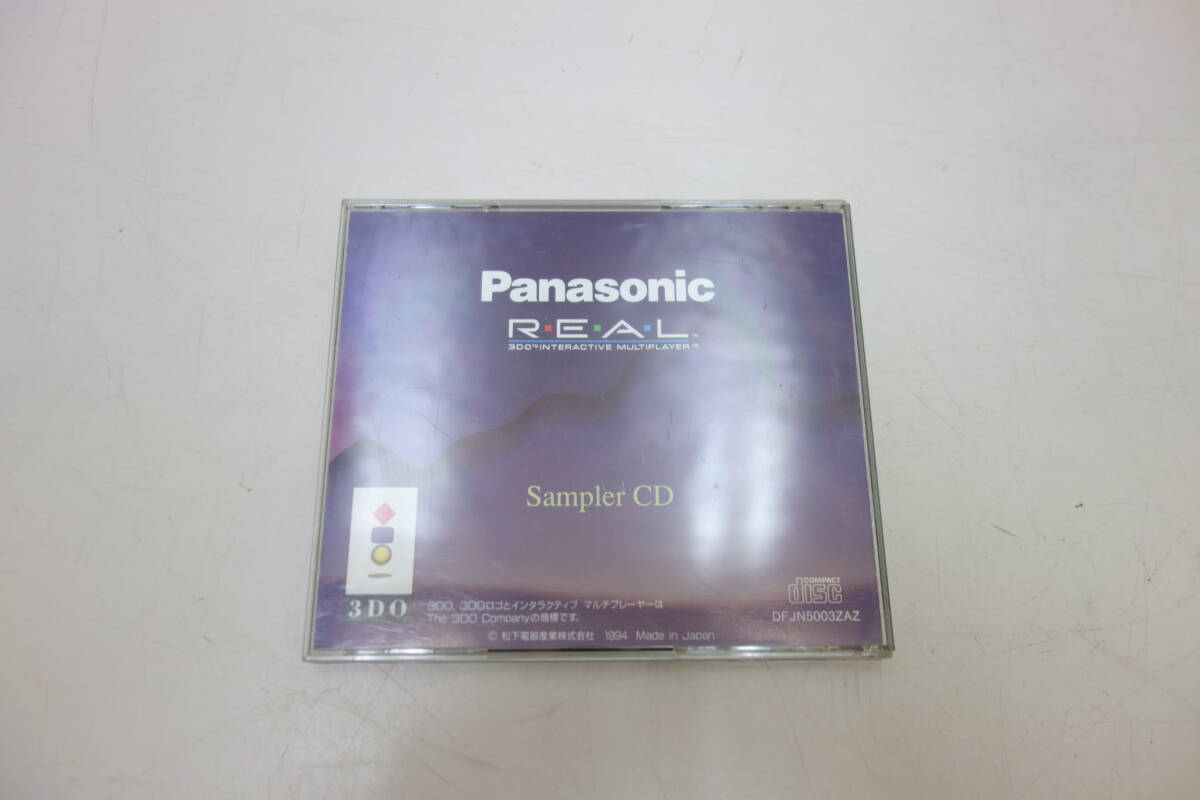 Panasonic
R·E·A·L™
3DO™ INTERACTIVE MULTIPLAYER™
Sampler CD
3DO
3DO, 3DOロゴとインタラクティブ マルチプレーヤーは
The 3DO Companyの商標です。
© 松下電器産業株式会社 1994 Made in Japan
COMPACT
disc
DFJN5003ZAZ